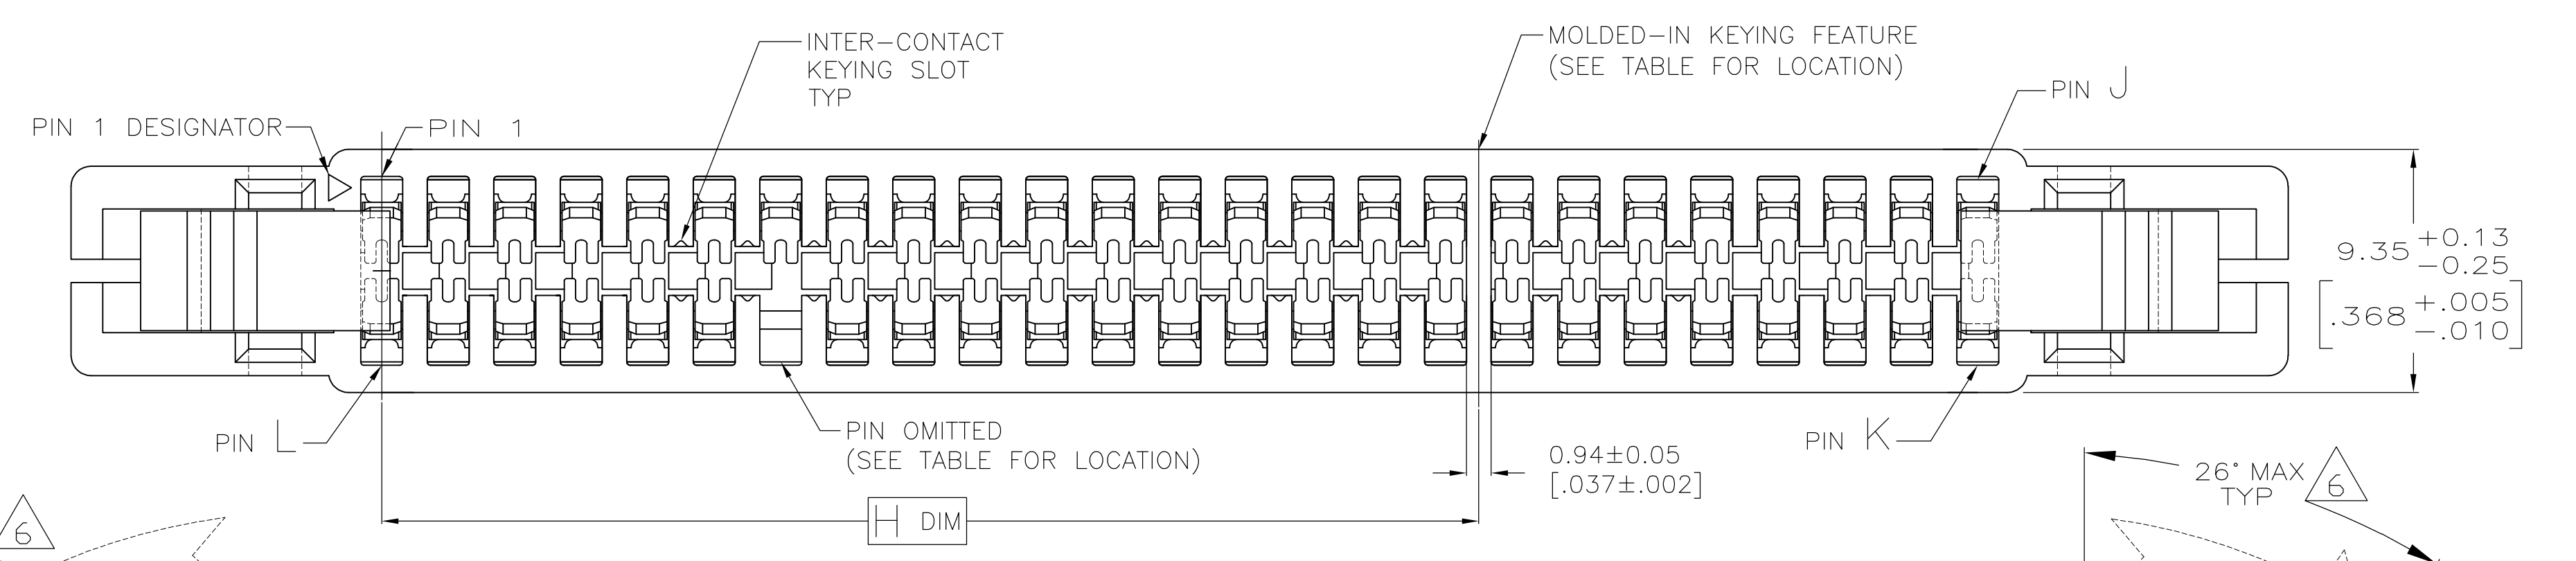 INTER-CONTACT
KEYING SLOT
TYP
MOLDED-IN KEYING FEATURE
(SEE TABLE FOR LOCATION)
PIN J
PIN 1 DESIGNATOR
PIN 1
9.35 +0.13
-0.25
[.368 +.005
-.010]
PIN L
PIN OMITTED
(SEE TABLE FOR LOCATION)
PIN K
0.94±0.05
[.037±.002]
26° MAX
TYP
6
H DIM
6